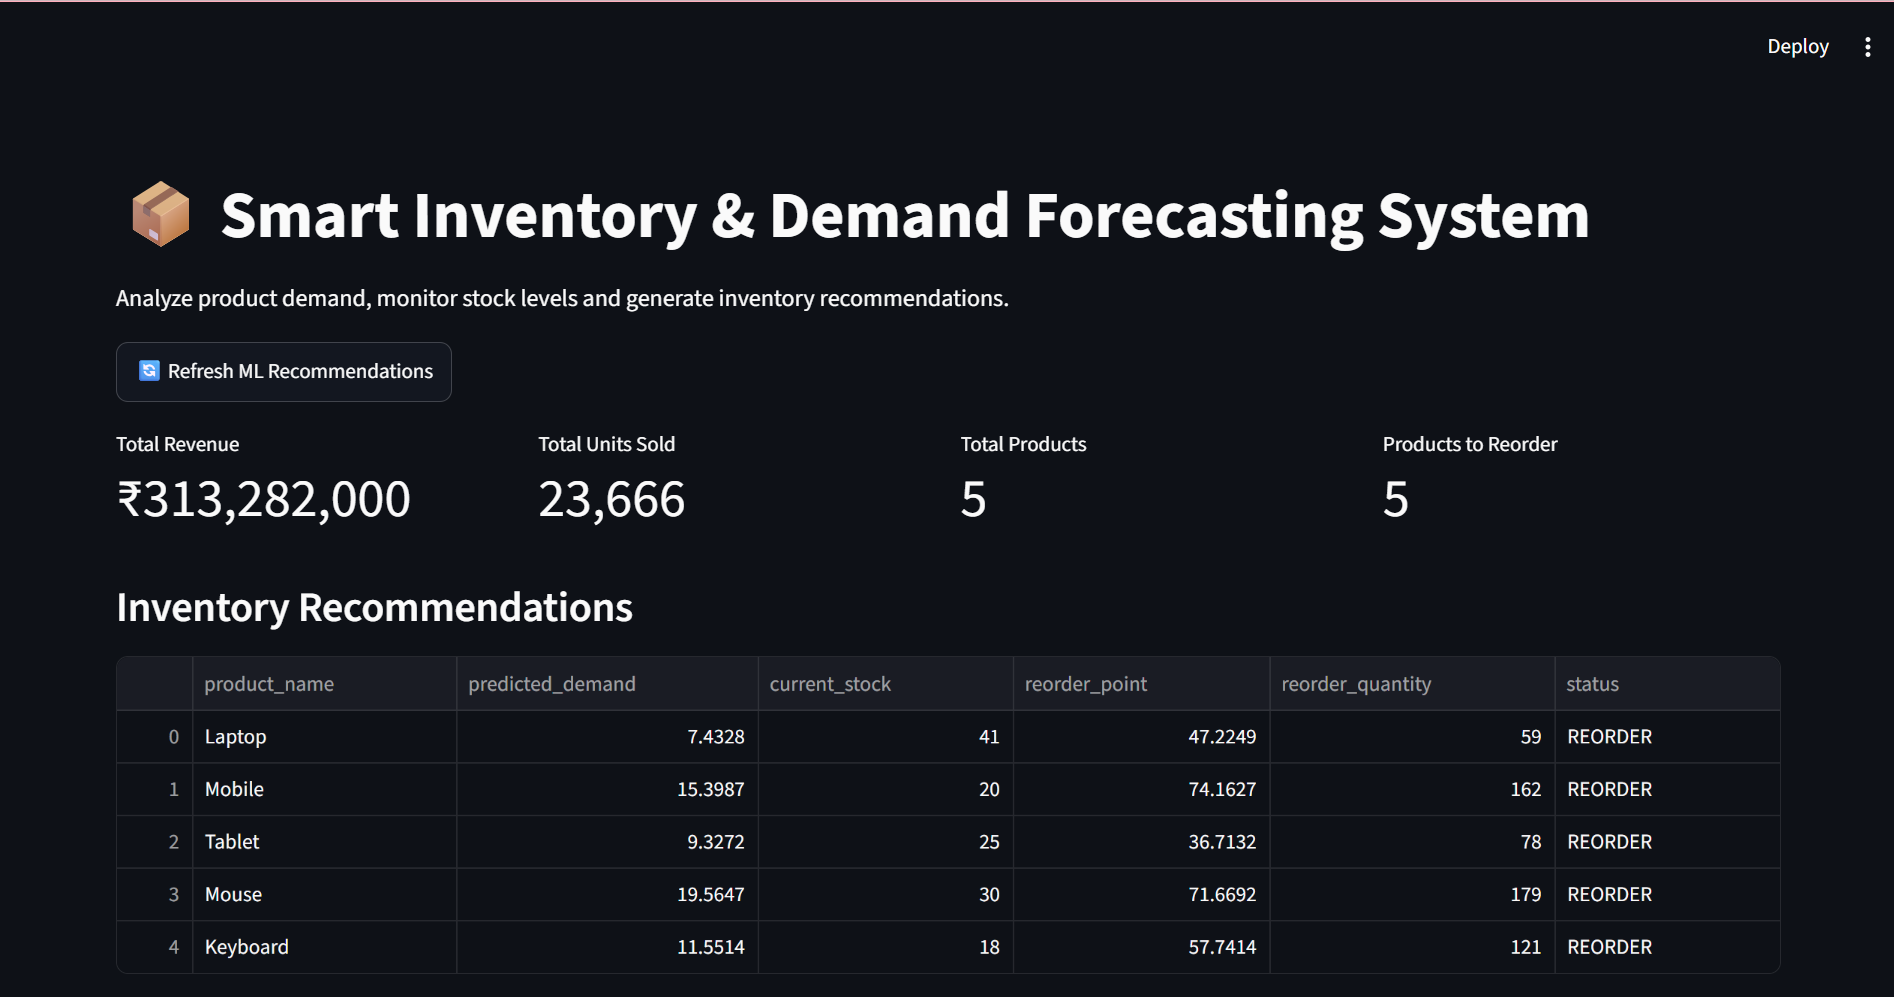 Deploy
Smart Inventory & Demand Forecasting System
Analyze product demand, monitor stock levels and generate inventory recommendations.
Refresh ML Recommendations
Total Revenue Total Units Sold Total Products Products to Reorder
₹313,282,000 23,666 5 5
Inventory Recommendations
product_name predicted_demand current_stock reorder_point reorder_quantity status
0 Laptop 7.4328 41 47.2249 59 REORDER
1 Mobile 15.3987 20 74.1627 162 REORDER
2 Tablet 9.3272 25 36.7132 78 REORDER
3 Mouse 19.5647 30 71.6692 179 REORDER
4 Keyboard 11.5514 18 57.7414 121 REORDER